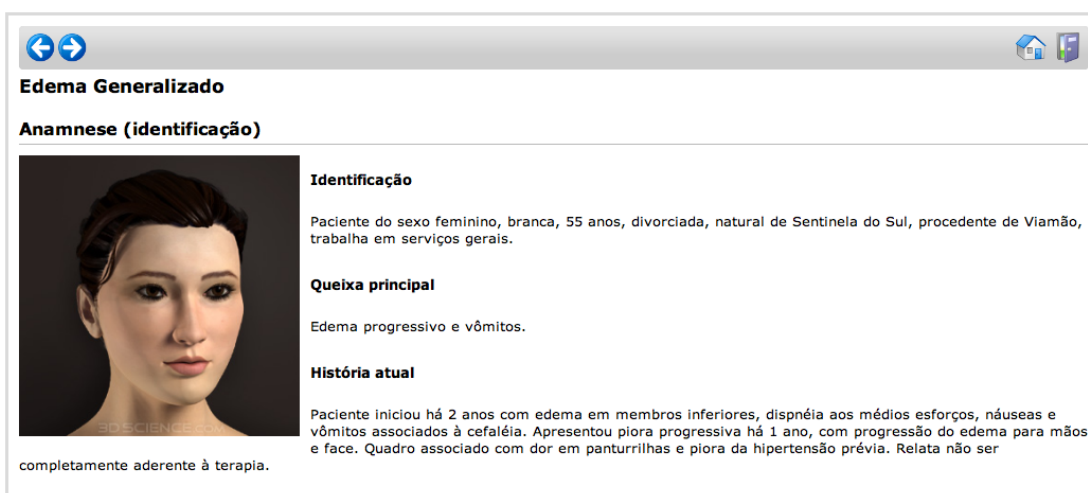 Edema Generalizado
Anamnese (identificação)
Identificação
Paciente do sexo feminino, branca, 55 anos, divorciada, natural de Sentinela do Sul, procedente de Viamão,
trabalha em serviços gerais.
Queixa principal
Edema progressivo e vômitos.
História atual
Paciente iniciou há 2 anos com edema em membros inferiores, dispnéia aos médios esforços, náuseas e
vômitos associados à cefaléia. Apresentou piora progressiva há 1 ano, com progressão do edema para mãos
e face. Quadro associado com dor em panturrilhas e piora da hipertensão prévia. Relata não ser
completamente aderente à terapia.
3DSCIENCE.COM